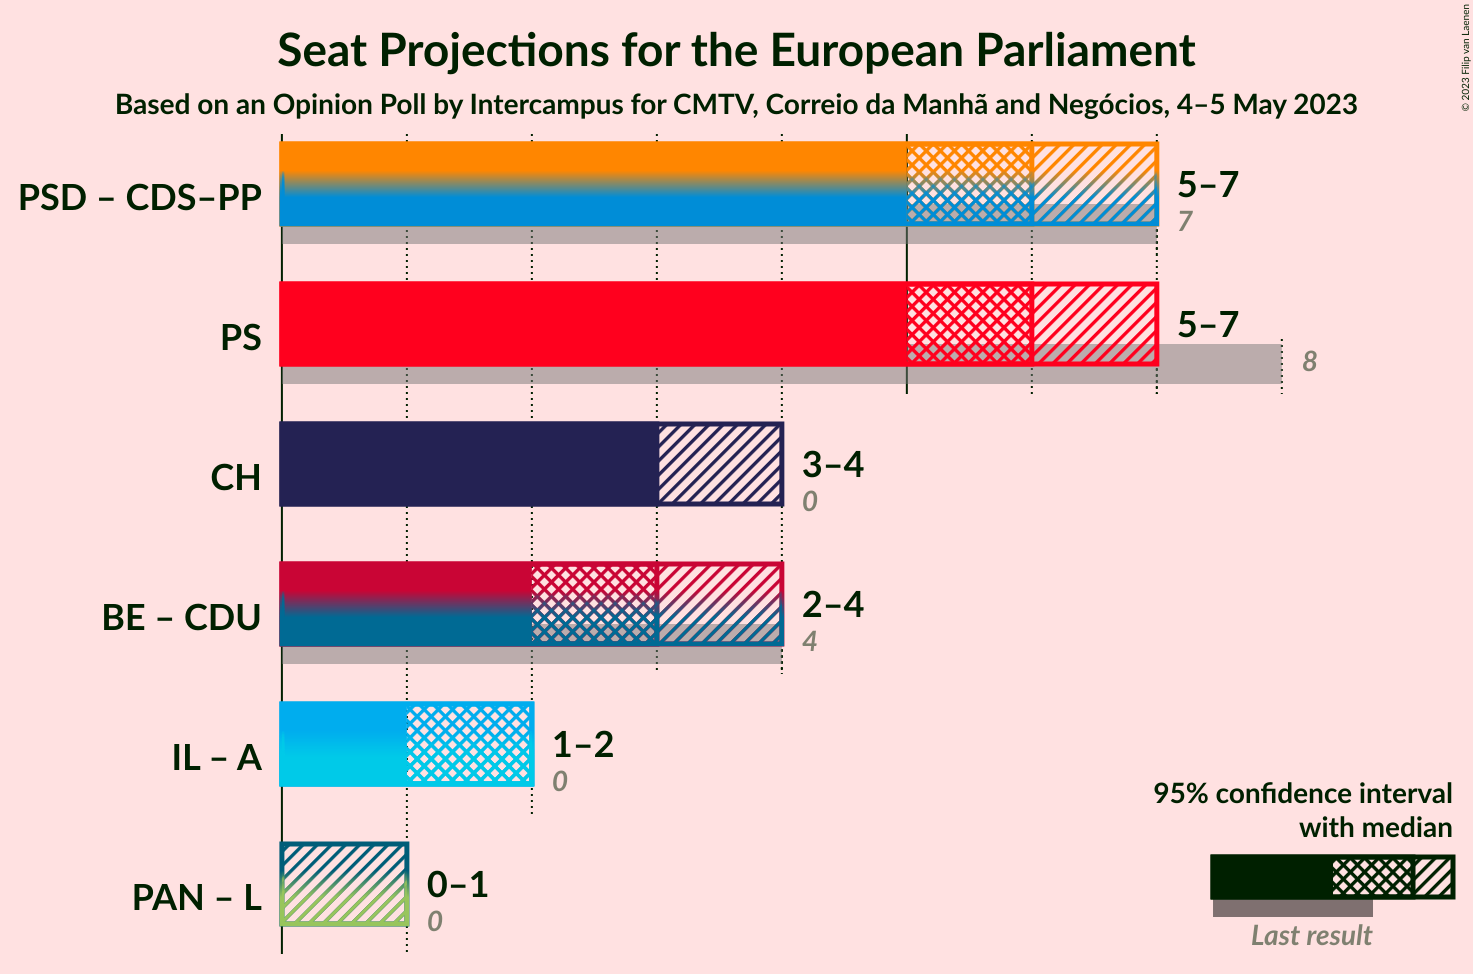 Seat Projections for the European Parliament
Based on an Opinion Poll by Intercampus for CMTV, Correio da Manhã and Negócios, 4–5 May 2023
© 2023 Filip van Laenen
PSD – CDS–PP
5–7
7
PS
5–7
8
CH
3–4
0
BE – CDU
2–4
4
IL – A
1–2
0
PAN – L
0–1
0
95% confidence interval
with median
Last result